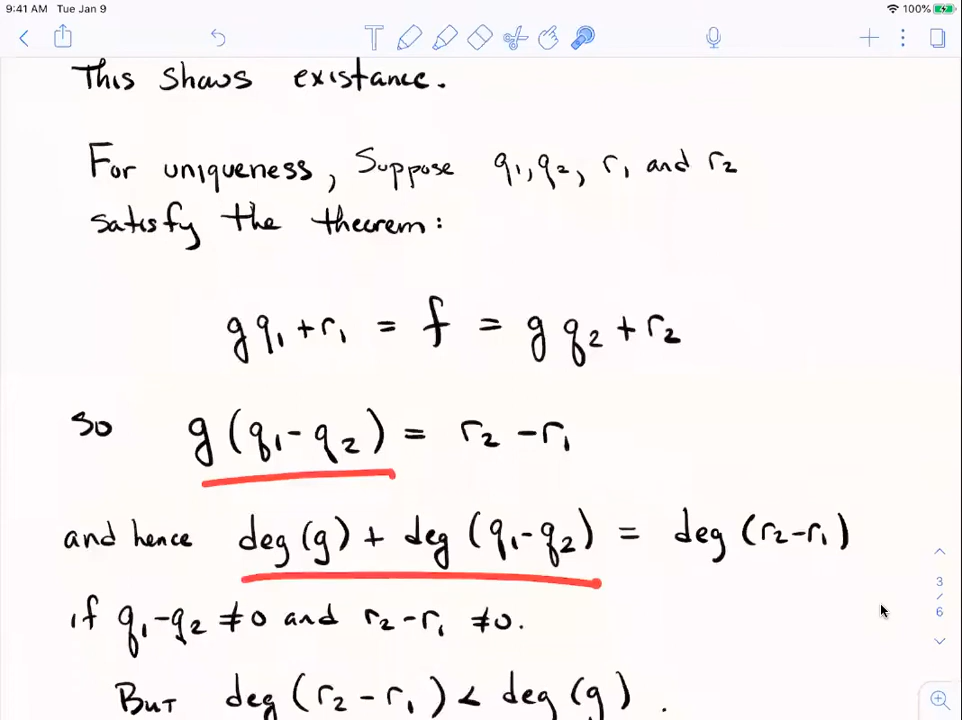 9:41 AM Tue Jan 9
100%
This shows existance.
For uniqueness, Suppose q₁,q₂, r₁ and r₂
satisfy the theorem:
g q₁ + r₁ = f = g q₂ + r₂
So g(q₁-q₂) = r₂ - r₁
and hence deg(g) + deg(q₁-q₂) = deg(r₂-r₁)
if q₁-q₂ ≠ 0 and r₂-r₁ ≠ 0.
But deg(r₂-r₁) < deg(g).
3
/
6